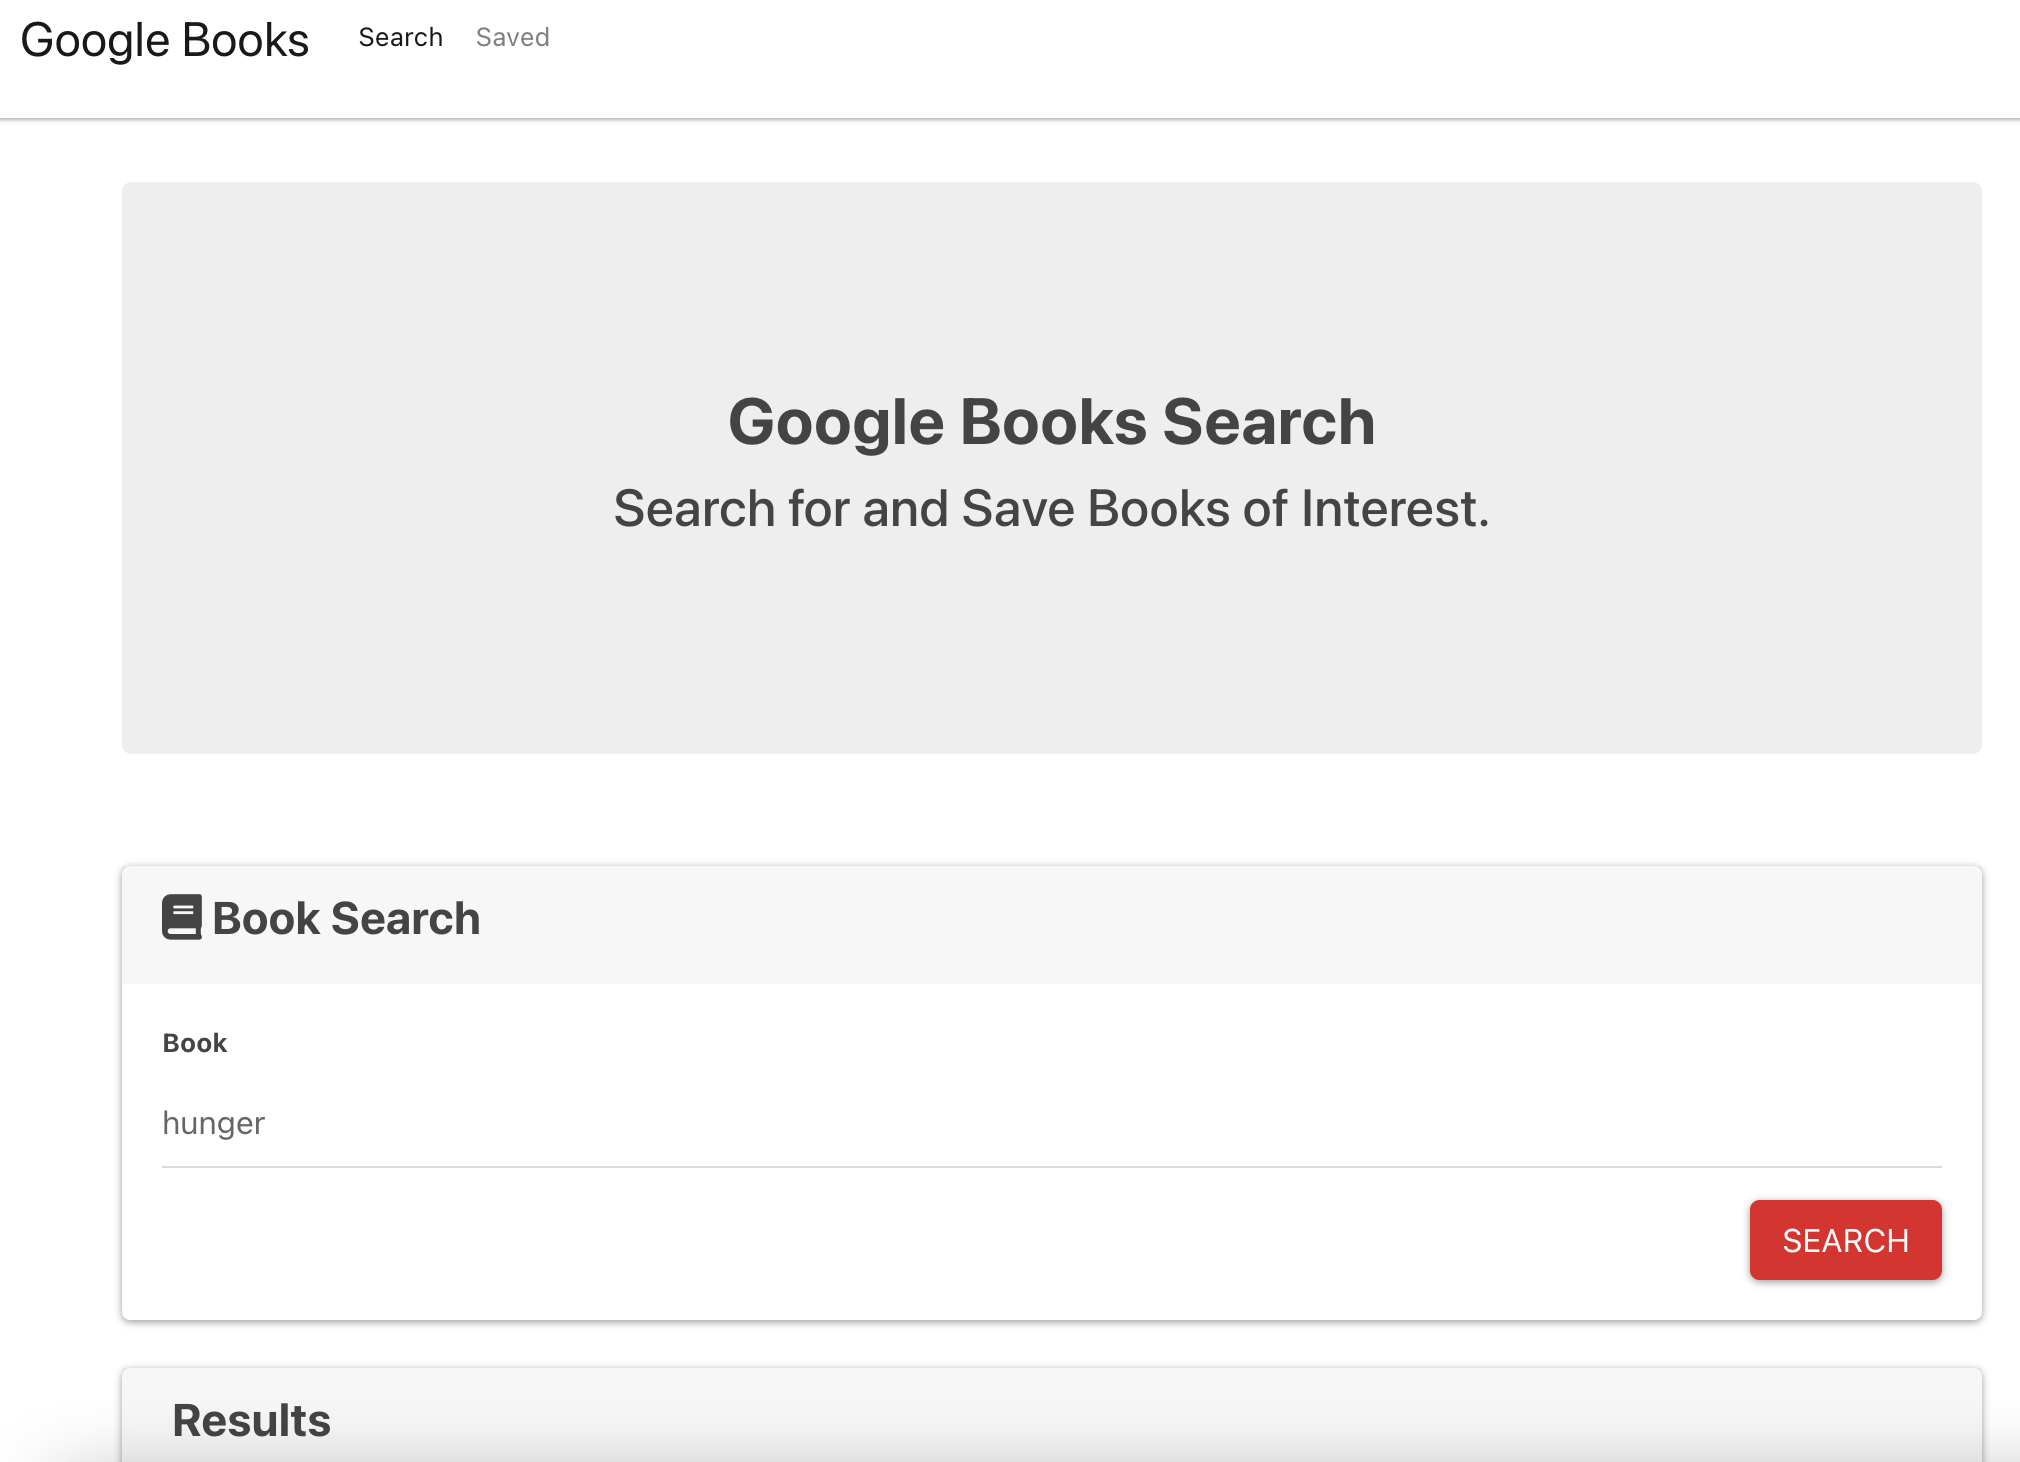 Google Books Search Saved
Google Books Search
Search for and Save Books of Interest.
Book Search
Book
hunger
SEARCH
Results